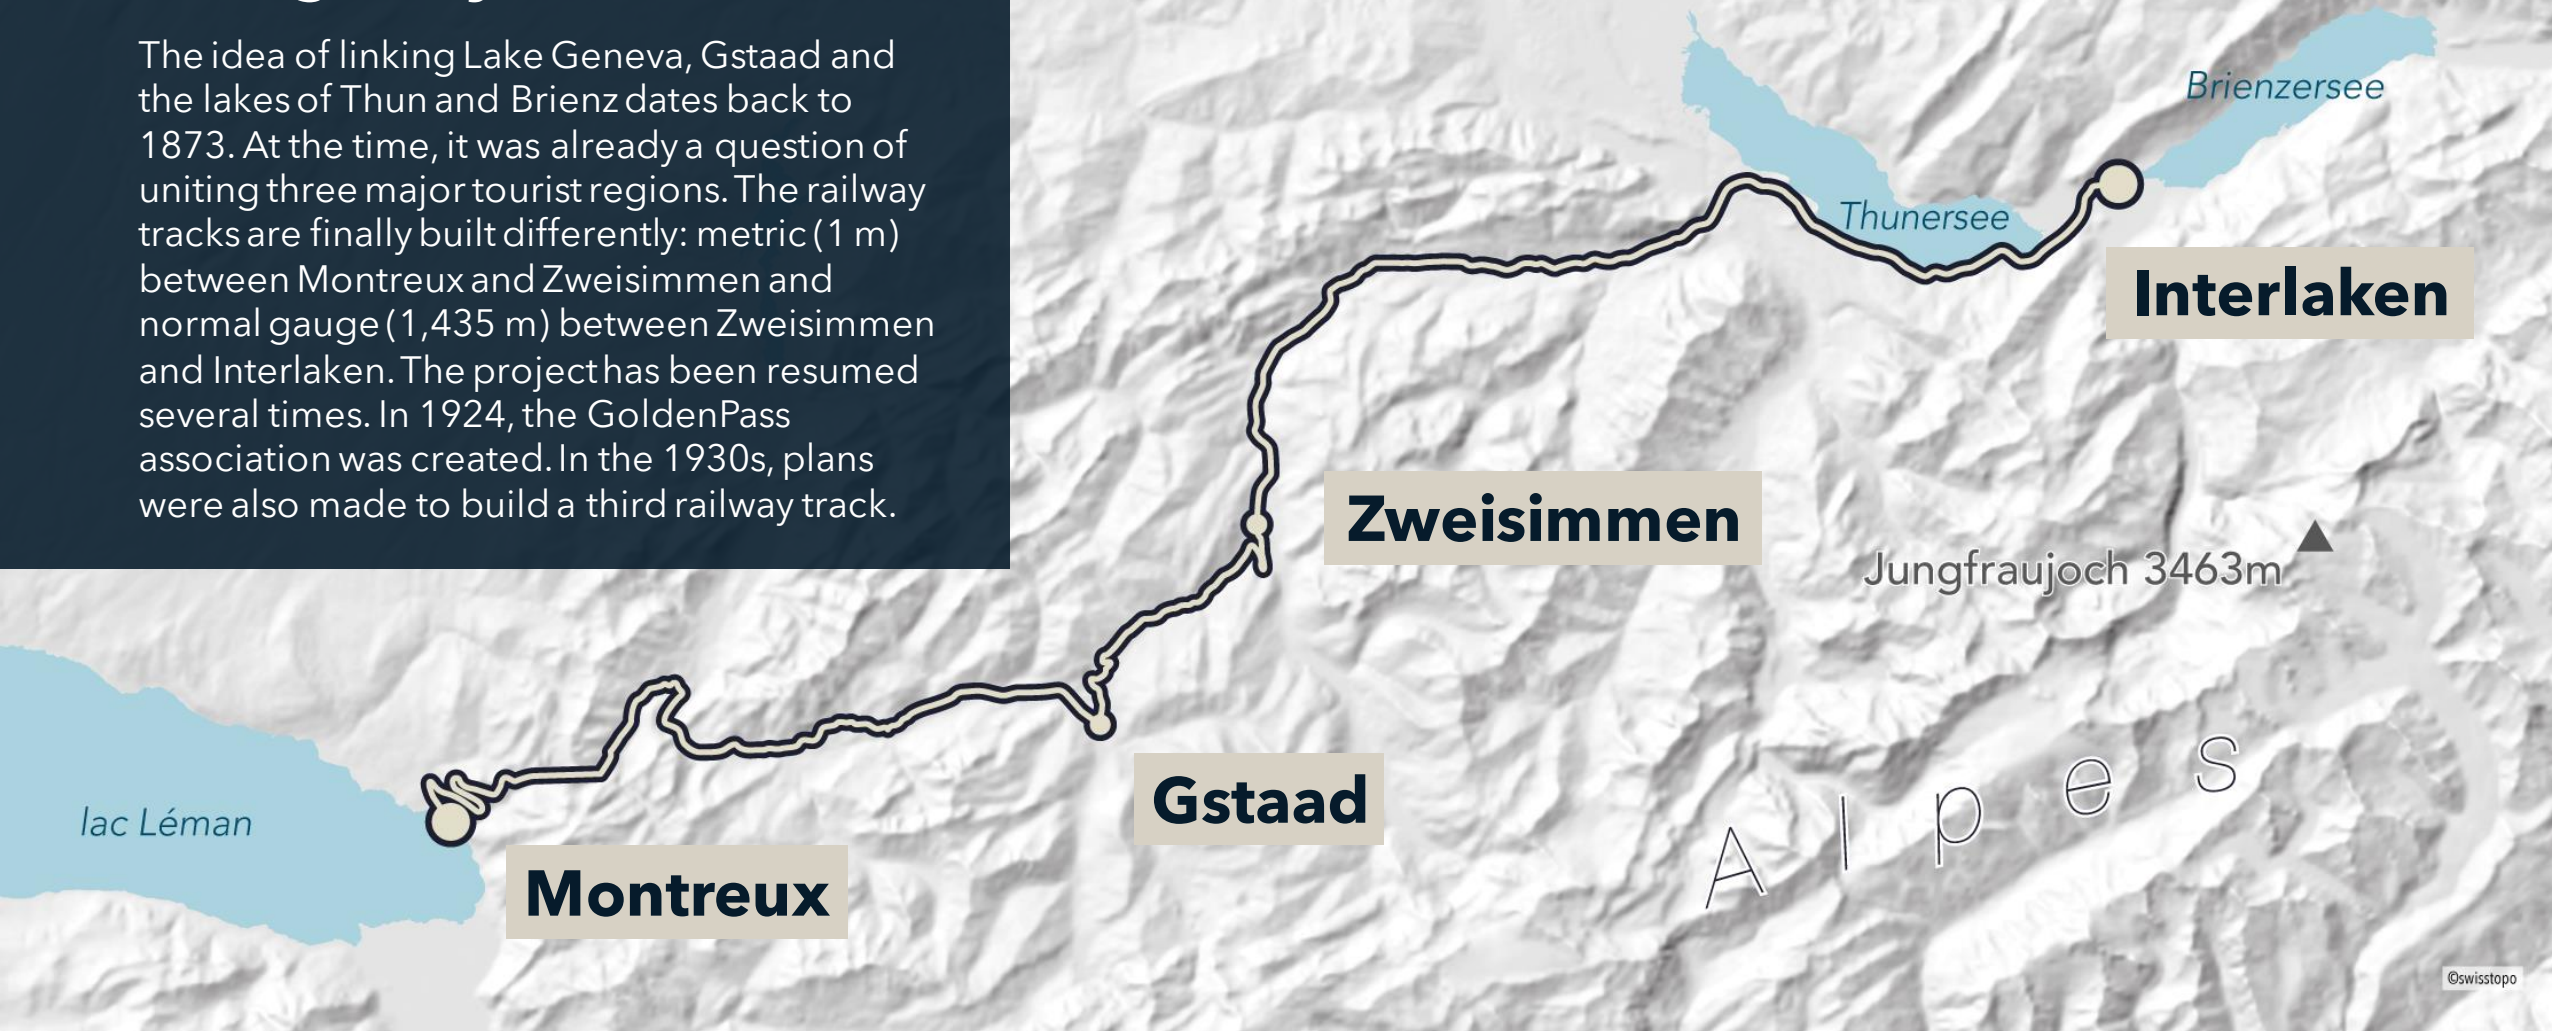 The idea of linking Lake Geneva, Gstaad and
the lakes of Thun and Brienz dates back to
1873. At the time, it was already a question of
uniting three major tourist regions. The railway
tracks are finally built differently: metric (1 m)
between Montreux and Zweisimmen and
normal gauge (1,435 m) between Zweisimmen
and Interlaken. The project has been resumed
several times. In 1924, the GoldenPass
association was created. In the 1930s, plans
were also made to build a third railway track.
Brienzersee
Thunersee
Interlaken
Zweisimmen
Jungfraujoch 3463m
Gstaad
Alpes
lac Léman
Montreux
©swisstopo